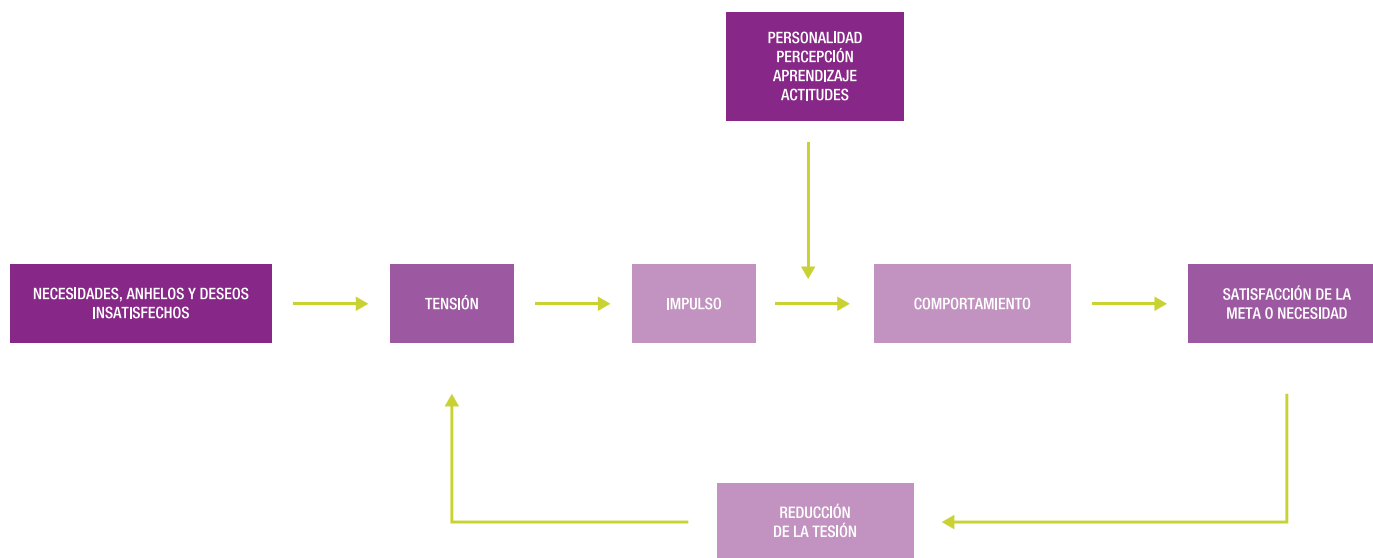 PERSONALIDAD
PERCEPCIÓN
APRENDIZAJE
ACTITUDES
NECESIDADES, ANHELOS Y DESEOS
INSATISFECHOS
TENSIÓN
IMPULSO
COMPORTAMIENTO
SATISFACCIÓN DE LA
META O NECESIDAD
REDUCCIÓN
DE LA TESIÓN